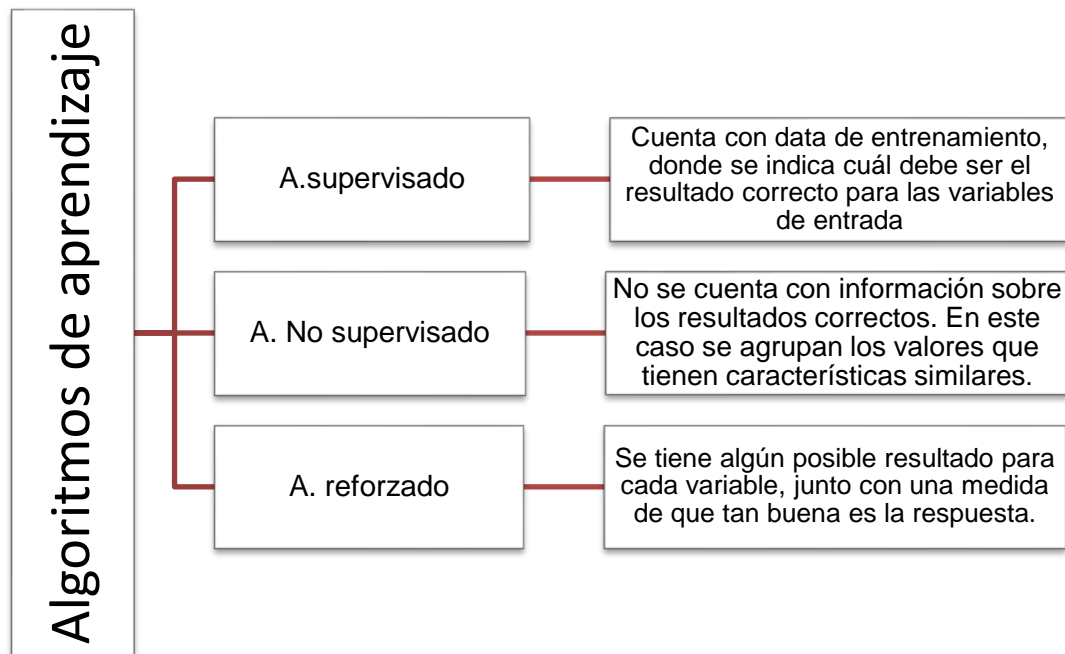 Algoritmos de aprendizaje
A.supervisado
Cuenta con data de entrenamiento,
donde se indica cuál debe ser el
resultado correcto para las variables
de entrada
A. No supervisado
No se cuenta con información sobre
los resultados correctos. En este
caso se agrupan los valores que
tienen características similares.
A. reforzado
Se tiene algún posible resultado para
cada variable, junto con una medida
de que tan buena es la respuesta.